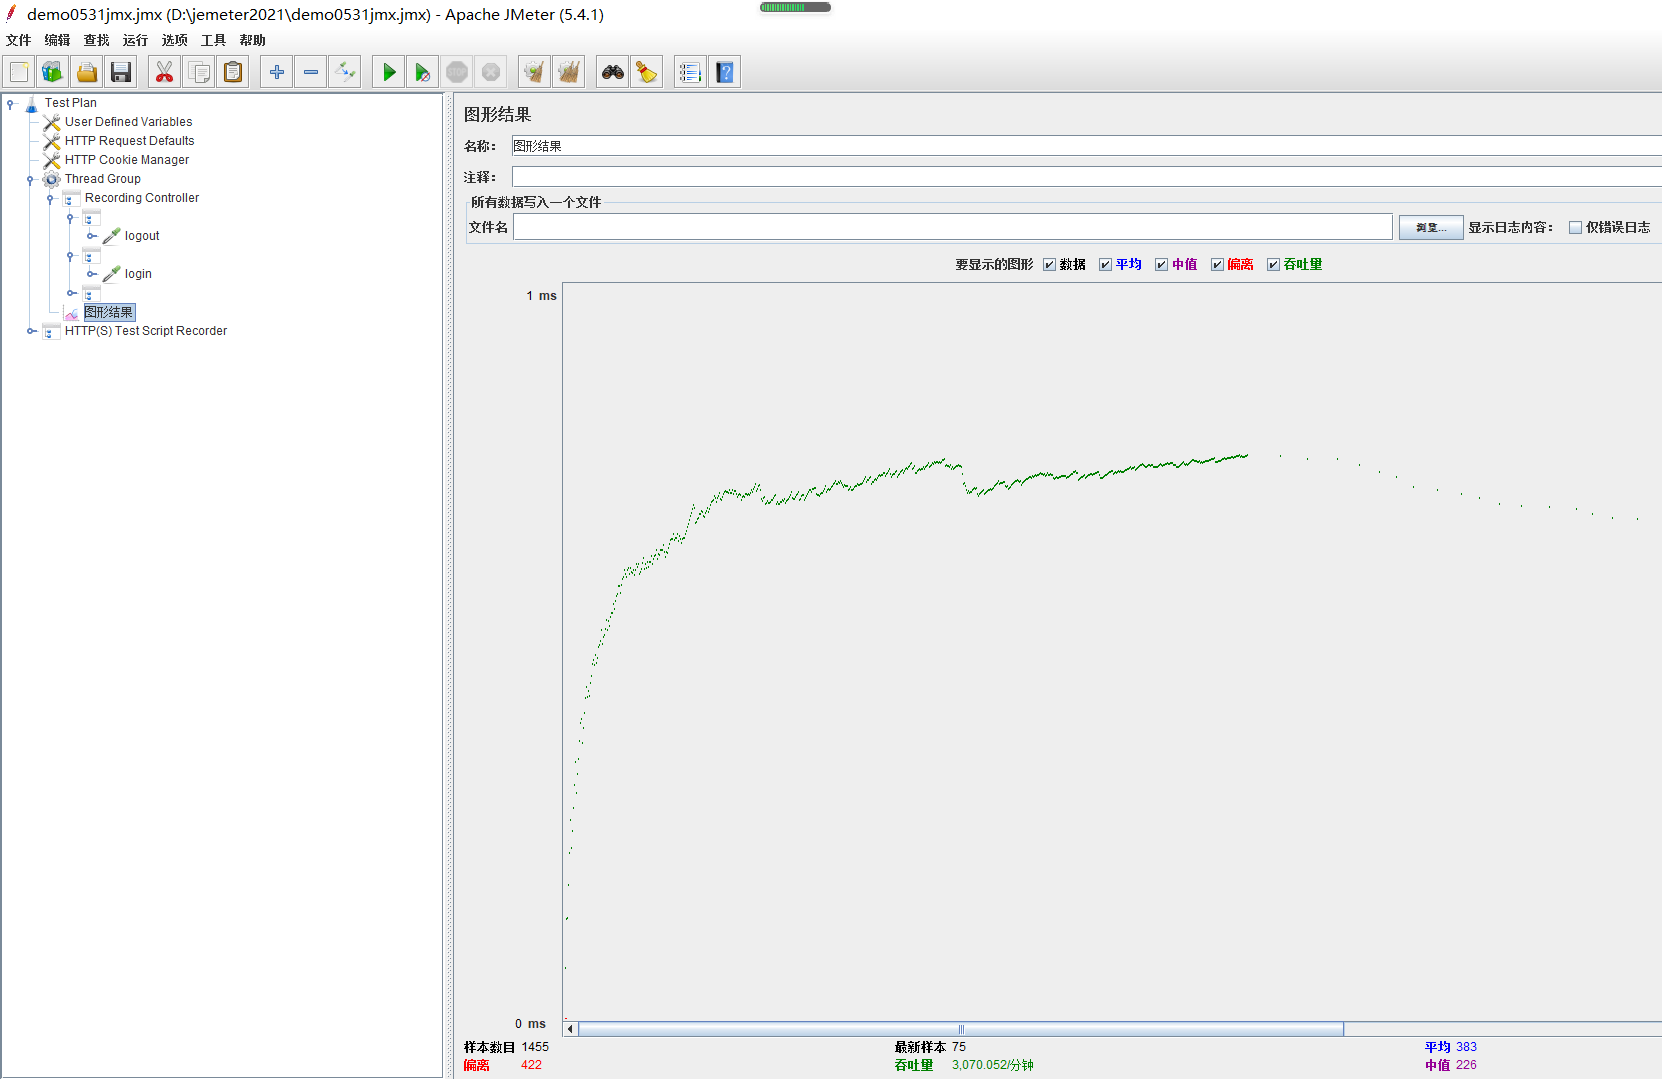 demo0531jmx.jmx (D:\jemeter2021\demo0531jmx.jmx) - Apache JMeter (5.4.1)
文件 编辑 查找 运行 选项 工具 帮助
STOP
Test Plan
User Defined Variables
HTTP Request Defaults
HTTP Cookie Manager
Thread Group
Recording Controller
logout
login
图形结果
HTTP(S) Test Script Recorder
图形结果
名称： 图形结果
注释：
所有数据写入一个文件
文件名 浏览... 显示日志内容： 仅错误日志
要显示的图形 数据 平均 中值 偏离 吞吐量
1 ms
0 ms
样本数目 1455 最新样本 75 平均 383
偏离 422 吞吐量 3,070.052/分钟 中值 226